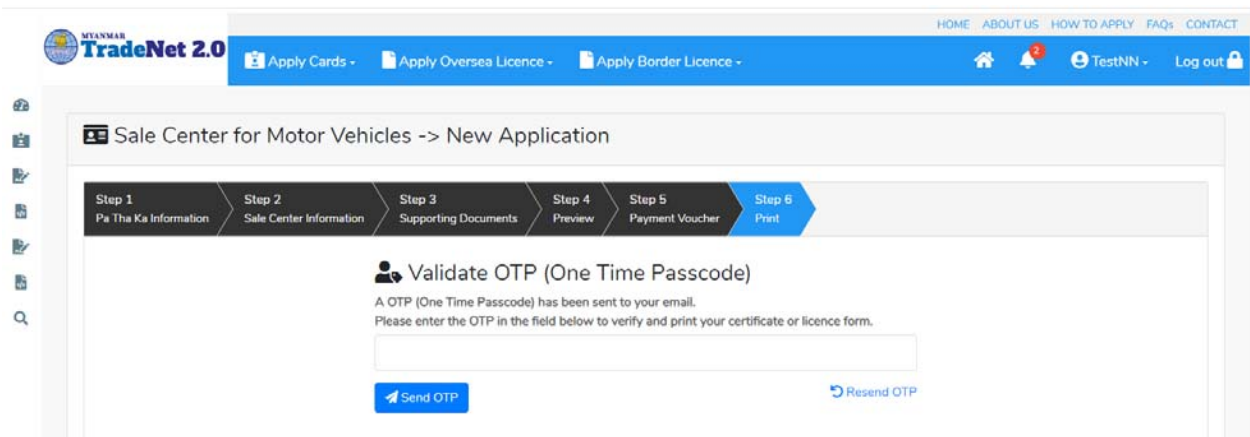 HOME ABOUT US HOW TO APPLY FAQs CONTACT
MYANMAR
TradeNet 2.0
Apply Cards Apply Oversea Licence Apply Border Licence 2 TestNN Log out
Sale Center for Motor Vehicles -> New Application
Step 1 Step 2 Step 3 Step 4 Step 5 Step 6
Pa Tha Ka Information Sale Center Information Supporting Documents Preview Payment Voucher Print
Validate OTP (One Time Passcode)
A OTP (One Time Passcode) has been sent to your email.
Please enter the OTP in the field below to verify and print your certificate or licence form.
Send OTP Resend OTP